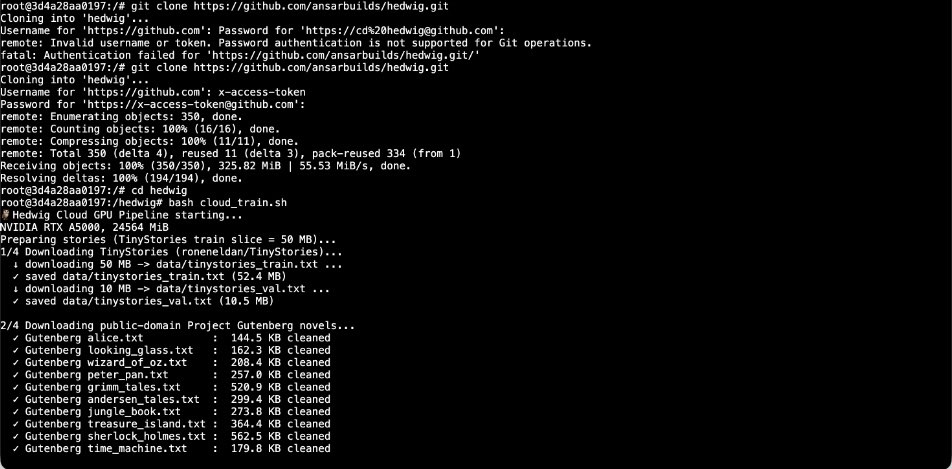 root@3d4a28aa0197:/# git clone https://github.com/ansarbuilds/hedwig.git
Cloning into 'hedwig'...
Username for 'https://github.com': Password for 'https://cd%20hedwig@github.com':
remote: Invalid username or token. Password authentication is not supported for Git operations.
fatal: Authentication failed for 'https://github.com/ansarbuilds/hedwig.git/'
root@3d4a28aa0197:/# git clone https://github.com/ansarbuilds/hedwig.git
Cloning into 'hedwig'...
Username for 'https://github.com': x-access-token
Password for 'https://x-access-token@github.com':
remote: Enumerating objects: 350, done.
remote: Counting objects: 100% (16/16), done.
remote: Compressing objects: 100% (11/11), done.
remote: Total 350 (delta 4), reused 11 (delta 3), pack-reused 334 (from 1)
Receiving objects: 100% (350/350), 325.82 MiB | 55.53 MiB/s, done.
Resolving deltas: 100% (194/194), done.
root@3d4a28aa0197:/# cd hedwig
root@3d4a28aa0197:/hedwig# bash cloud_train.sh
🦉Hedwig Cloud GPU Pipeline starting...
NVIDIA RTX A5000, 24564 MiB
Preparing stories (TinyStories train slice = 50 MB)...
1/4 Downloading TinyStories (roneneldan/TinyStories)...
  ↓ downloading 50 MB -> data/tinystories_train.txt ...
  ✓ saved data/tinystories_train.txt (52.4 MB)
  ↓ downloading 10 MB -> data/tinystories_val.txt ...
  ✓ saved data/tinystories_val.txt (10.5 MB)

2/4 Downloading public-domain Project Gutenberg novels...
  ✓ Gutenberg alice.txt           :  144.5 KB cleaned
  ✓ Gutenberg looking_glass.txt   :  162.3 KB cleaned
  ✓ Gutenberg wizard_of_oz.txt    :  208.4 KB cleaned
  ✓ Gutenberg peter_pan.txt       :  257.0 KB cleaned
  ✓ Gutenberg grimm_tales.txt     :  520.9 KB cleaned
  ✓ Gutenberg andersen_tales.txt  :  299.4 KB cleaned
  ✓ Gutenberg jungle_book.txt     :  273.8 KB cleaned
  ✓ Gutenberg treasure_island.txt :  364.4 KB cleaned
  ✓ Gutenberg sherlock_holmes.txt :  562.5 KB cleaned
  ✓ Gutenberg time_machine.txt    :  179.8 KB cleaned